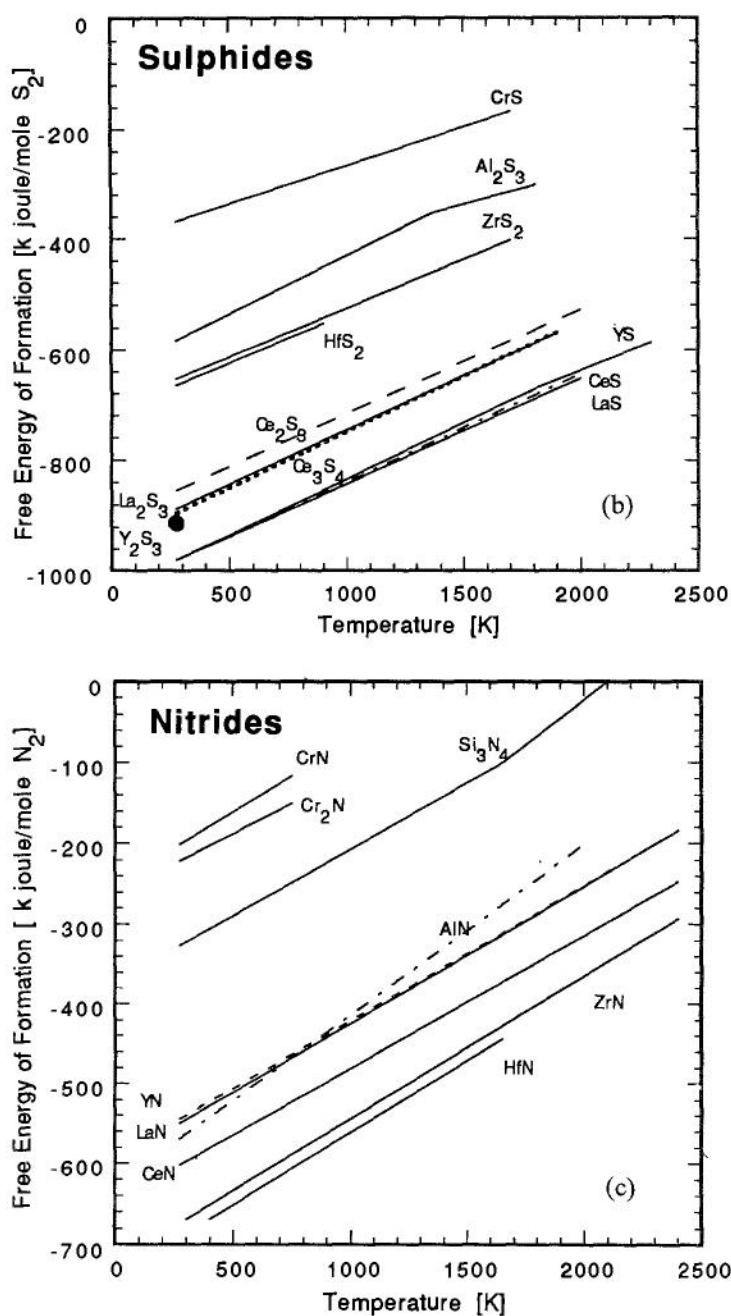 Sulphides
Free Energy of Formation [k joule/mole S2]
0
-200
-400
-600
-800
-1000
CrS
Al2S3
ZrS2
HfS2
YS
CeS
LaS
Ce2S3
Ce3S4
La2S3
Y2S3
(b)
0 500 1000 1500 2000 2500
Temperature [K]
Nitrides
Free Energy of Formation [ k joule/mole N2]
0
-100
-200
-300
-400
-500
-600
-700
CrN
Cr2N
Si3N4
AlN
ZrN
HfN
YN
LaN
CeN
(c)
0 500 1000 1500 2000 2500
Temperature [K]